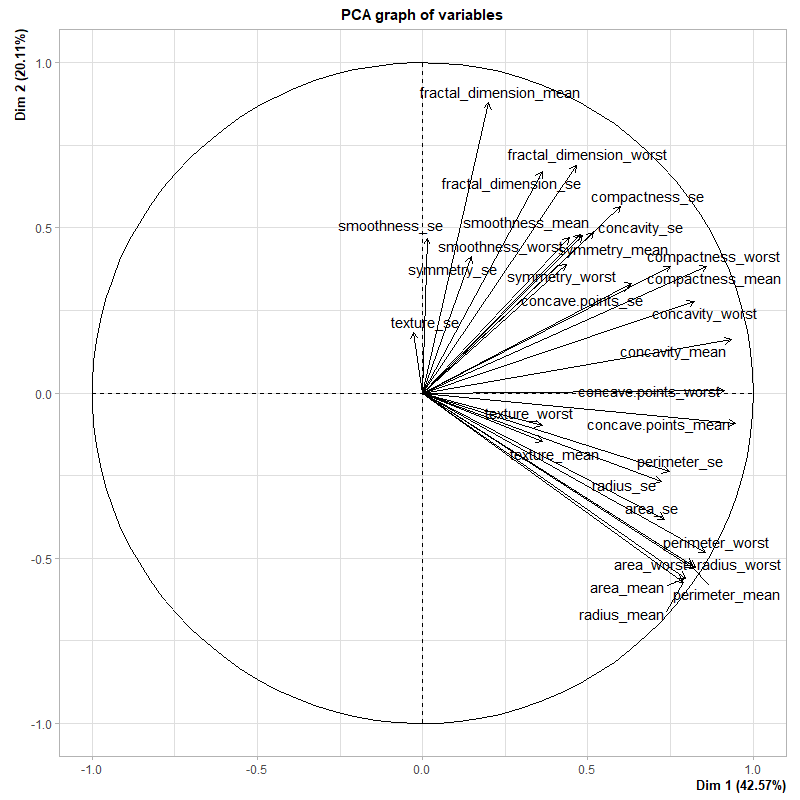 PCA graph of variables
Dim 2 (20.11%)
1.0
fractal_dimension_mean
fractal_dimension_worst
fractal_dimension_se
compactness_se
0.5
smoothness_se
smoothness_mean
concavity_se
smoothness_worst
symmetry_mean
compactness_worst
symmetry_se
symmetry_worst
compactness_mean
concave.points_se
concavity_worst
texture_se
concavity_mean
0.0
concave.points_worst
texture_worst
concave.points_mean
texture_mean
perimeter_se
radius_se
area_se
perimeter_worst
-0.5
area_worst
radius_worst
area_mean
perimeter_mean
radius_mean
-1.0
-1.0
-0.5
0.0
0.5
1.0
Dim 1 (42.57%)